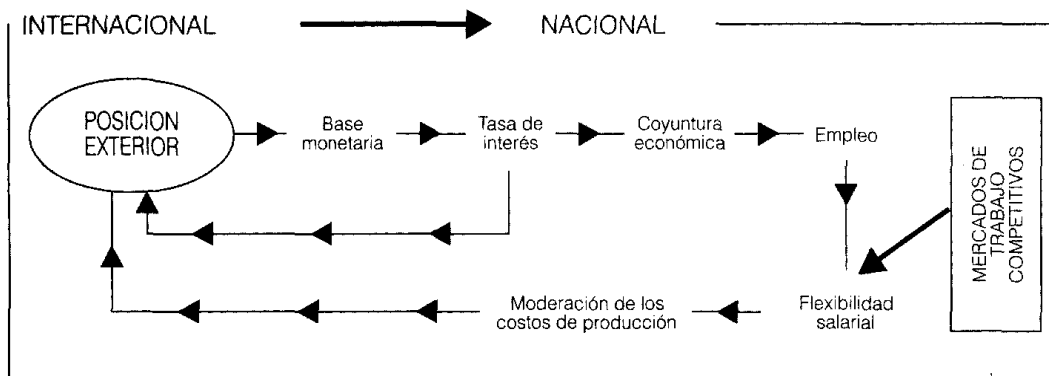 INTERNACIONAL
NACIONAL
POSICION
EXTERIOR
Base
monetaria
Tasa de
interés
Coyuntura
económica
Empleo
MERCADOS DE
TRABAJO
COMPETITIVOS
Moderación de los
costos de producción
Flexibilidad
salarial